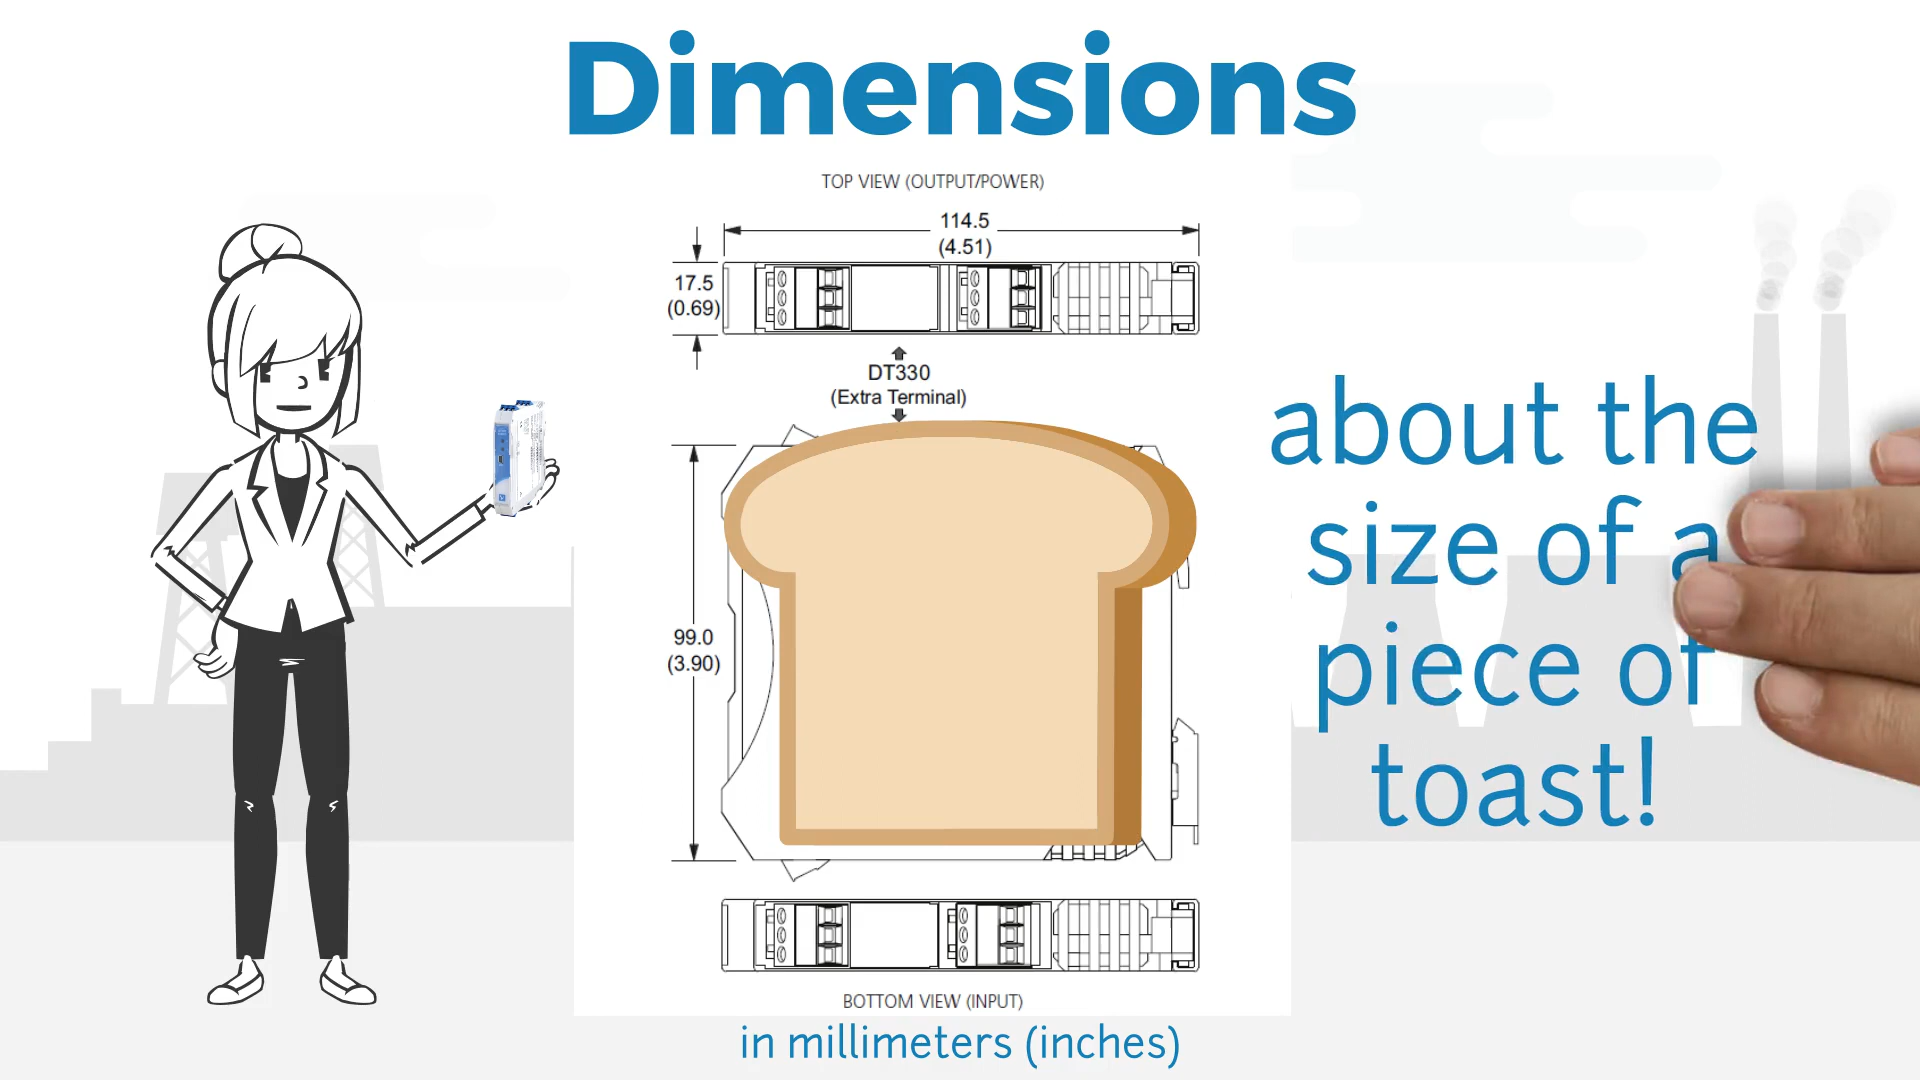 Dimensions
TOP VIEW (OUTPUT/POWER)
114.5
(4.51)
17.5
(0.69)
DT330
(Extra Terminal)
about the
size of a
piece of
toast!
99.0
(3.90)
BOTTOM VIEW (INPUT)
in millimeters (inches)